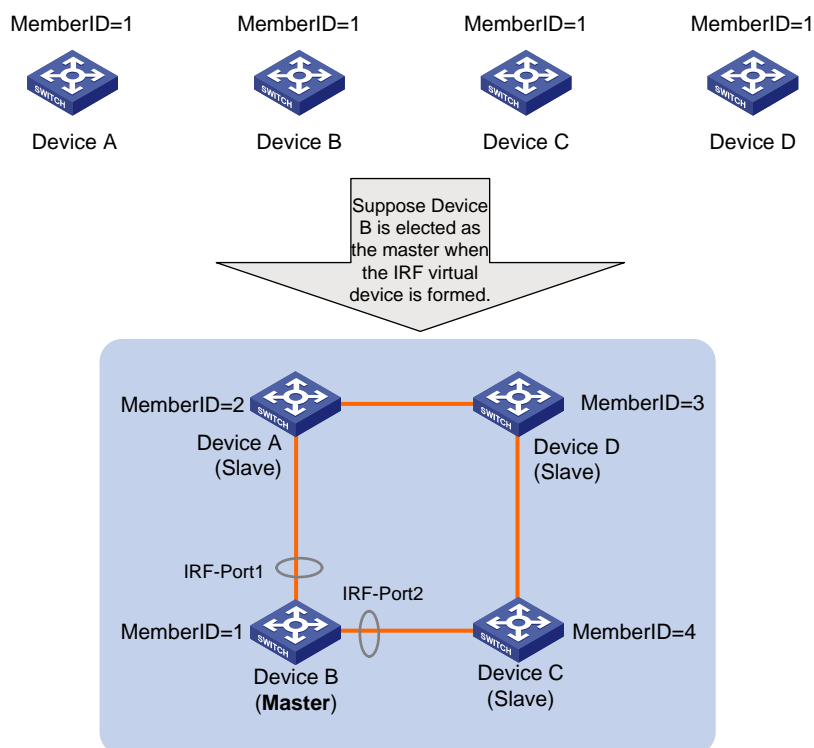 MemberID=1
MemberID=1
MemberID=1
MemberID=1
SWITCH
SWITCH
SWITCH
SWITCH
Device A
Device B
Device C
Device D
Suppose Device
B is elected as
the master when
the IRF virtual
device is formed.
MemberID=2
SWITCH
SWITCH
MemberID=3
Device A
(Slave)
Device D
(Slave)
IRF-Port1
IRF-Port2
MemberID=1
SWITCH
SWITCH
MemberID=4
Device B
(Master)
Device C
(Slave)